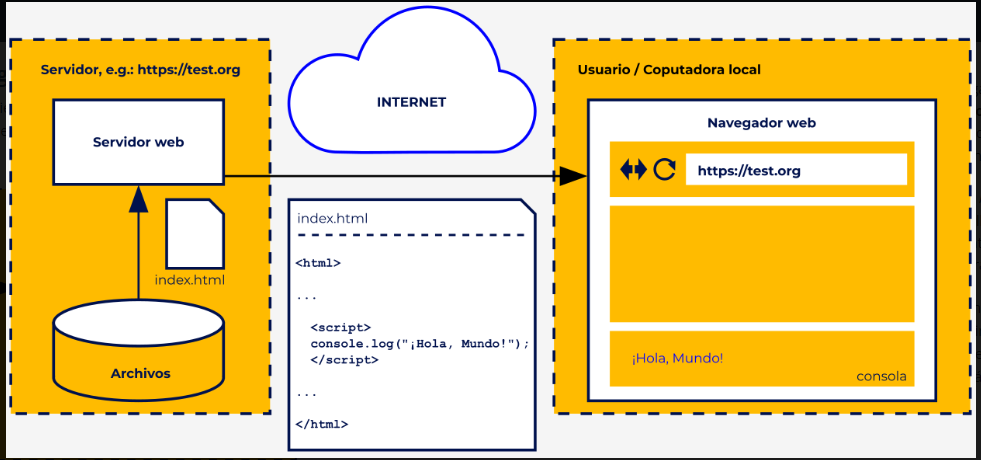 Servidor, e.g.: https://test.org
Servidor web
index.html
Archivos
INTERNET
index.html
<html>
...
<script>
console.log("¡Hola, Mundo!");
</script>
...
</html>
Usuario / Coputadora local
Navegador web
https://test.org
¡Hola, Mundo!
consola